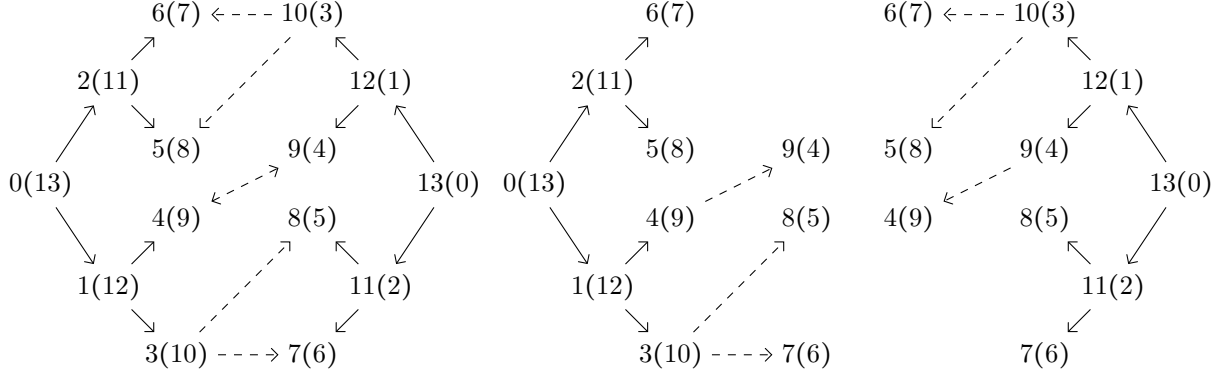 6(7) 10(3) 6(7) 6(7) 10(3)
2(11) 12(1) 2(11) 12(1)
5(8) 9(4) 5(8) 9(4) 5(8) 9(4)
0(13) 13(0) 0(13) 13(0)
4(9) 8(5) 4(9) 8(5) 4(9) 8(5)
1(12) 11(2) 1(12) 11(2)
3(10) 7(6) 3(10) 7(6) 7(6)